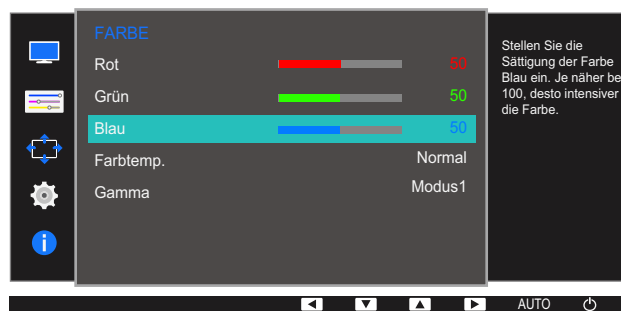 FARBE
Rot 50
Grün 50
Blau 50
Farbtemp. Normal
Gamma Modus1
Stellen Sie die
Sättigung der Farbe
Blau ein. Je näher be
100, desto intensiver
die Farbe.
AUTO